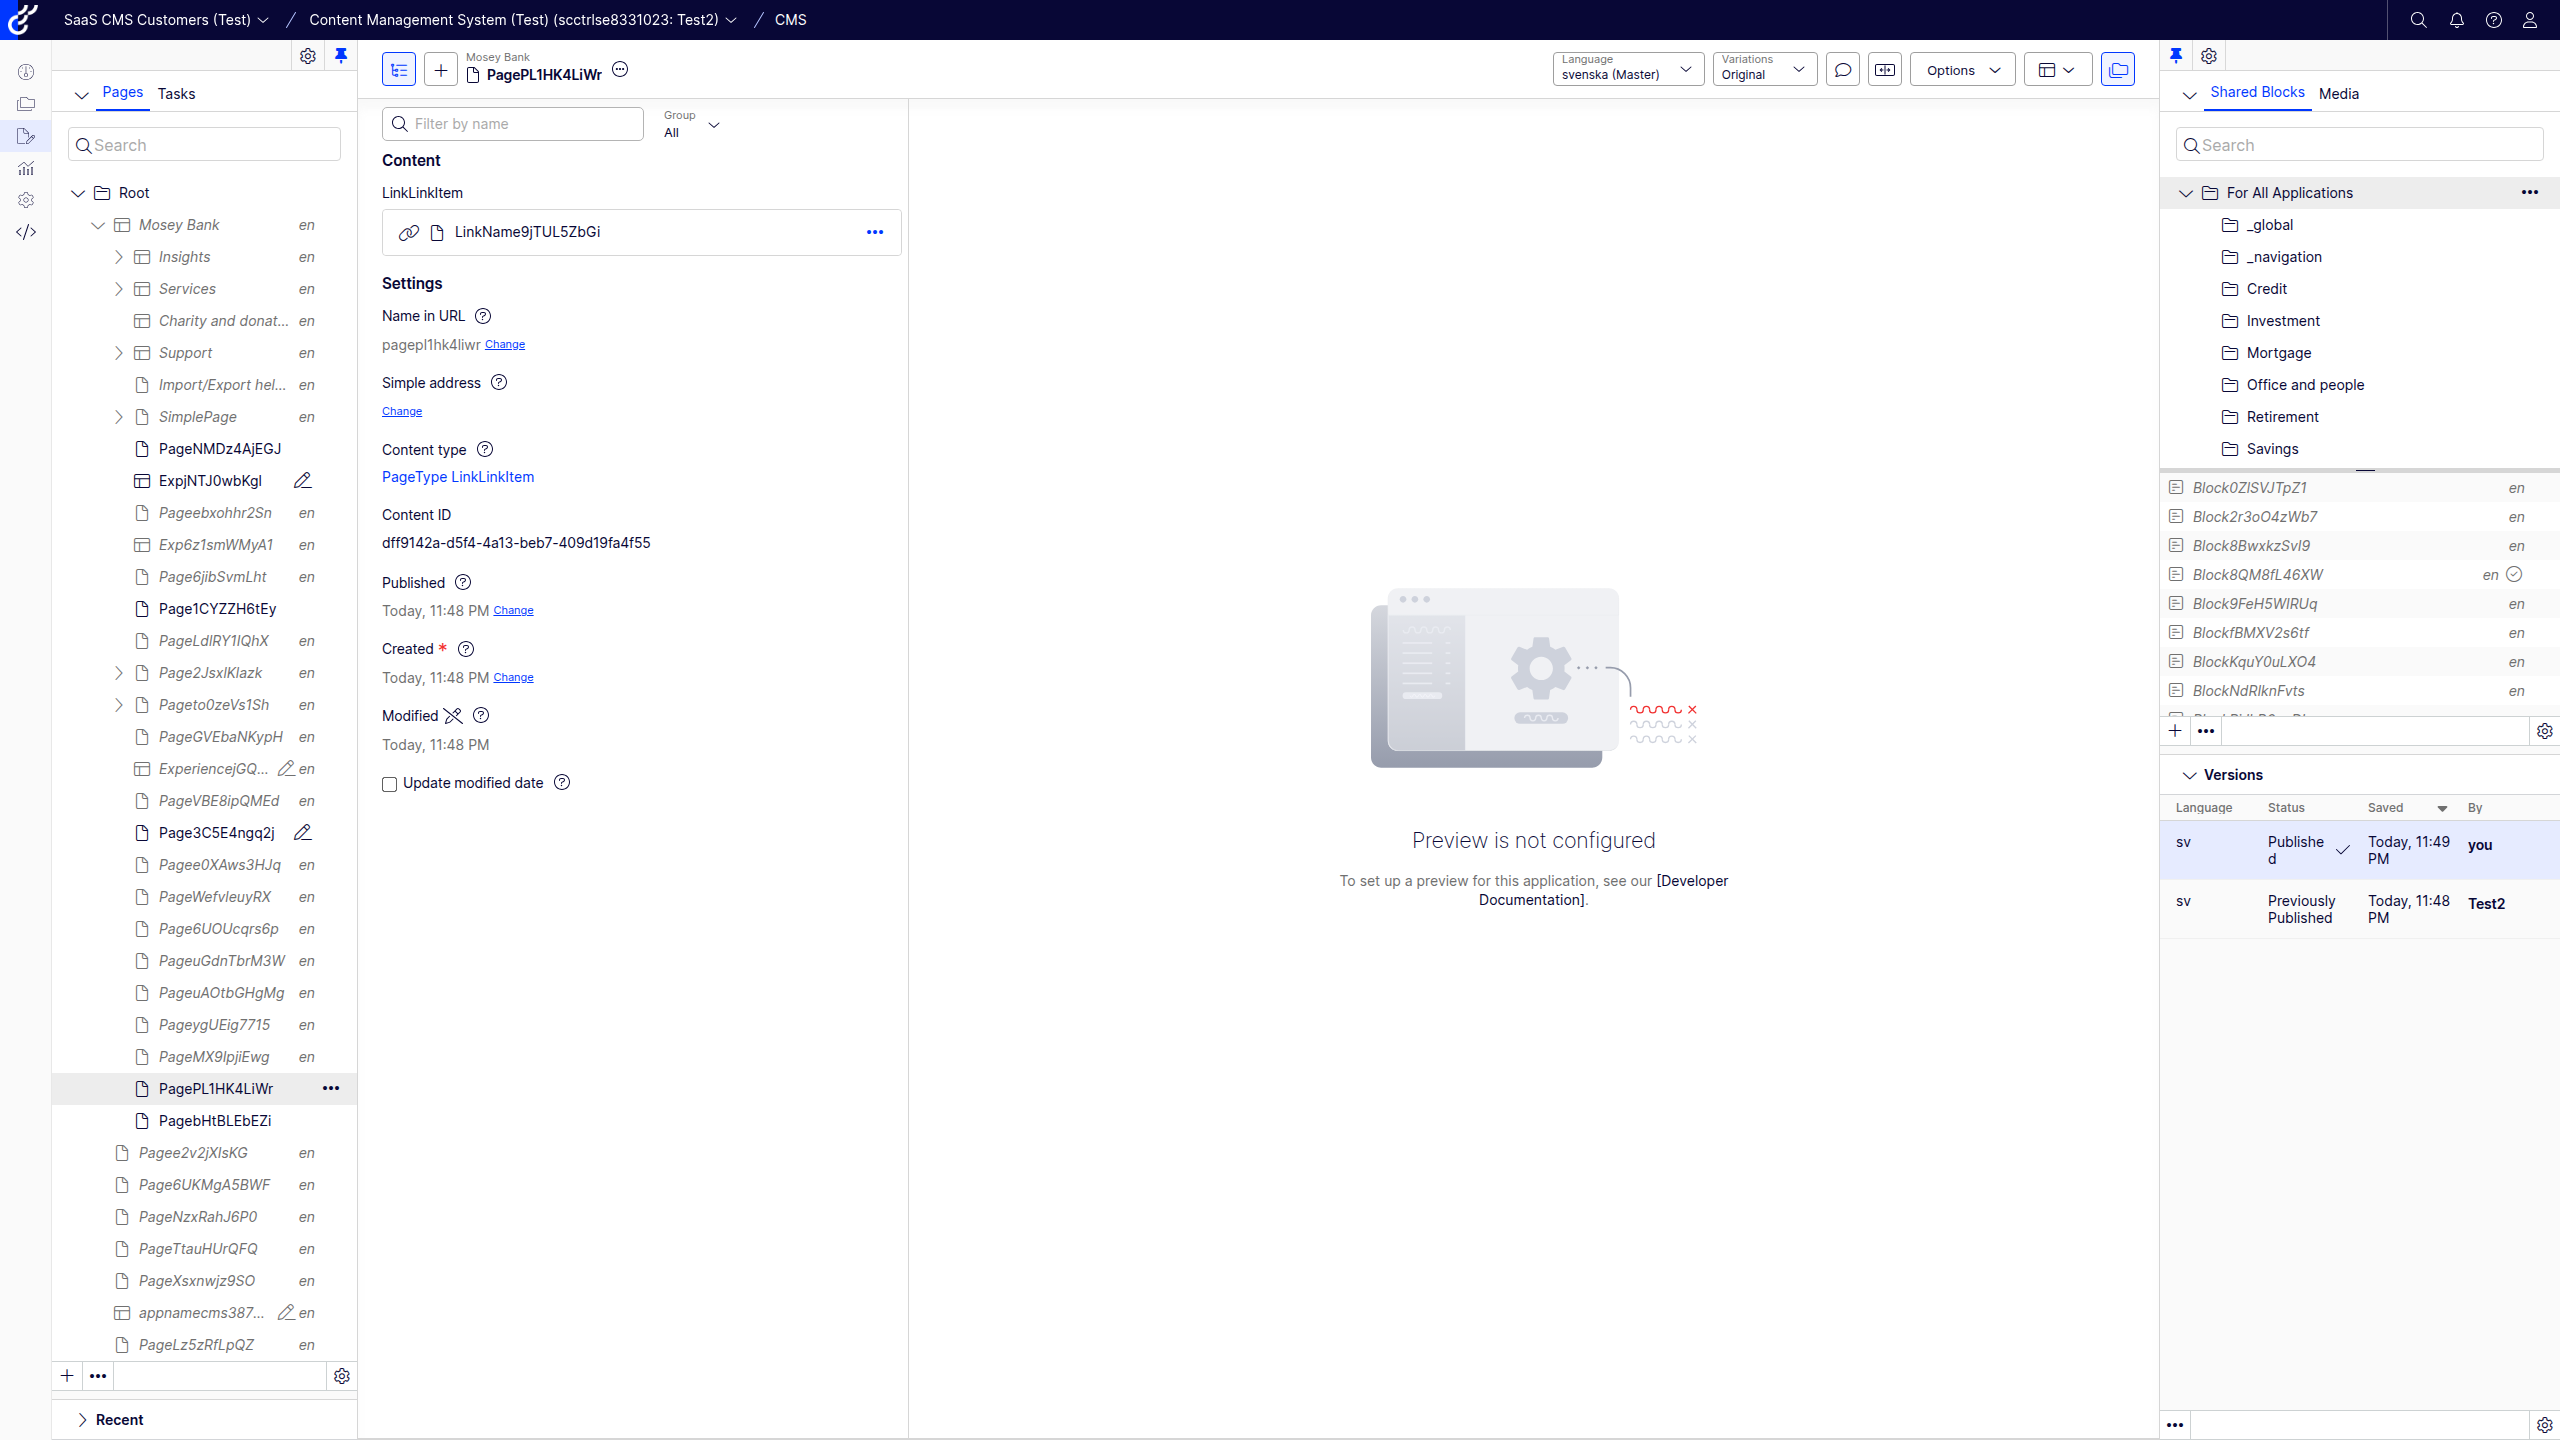 SaaS CMS Customers (Test)
Content Management System (Test) (scctrlse8331023: Test2)
CMS
Pages
Tasks
Search
Root
Mosey Bank en
Insights en
Services en
Charity and donat... en
Support en
Import/Export hel... en
SimplePage en
PageNMDz4AjEGJ
ExpjNTJ0wbKgI
Pageebxohhr2Sn en
Exp6z1smWMyA1 en
Page6jibSvmLht en
Page1CYZZH6tEy
PageLdIRY1IQhX en
Page2JsxIKlazk en
Pageto0zeVs1Sh en
PageGVEbaNKypH en
ExperiencejGQ... en
PageVBE8ipQMEd en
Page3C5E4ngq2j
Pagee0XAws3HJq en
PageWefvleuyRX en
Page6UOUcqrs6p en
PageuGdnTbrM3W en
PageuAOtbGHgMg en
PageygUEig7715 en
PageMX9IpjiEwg en
PagePL1HK4LiWr
PagebHtBLEbEZi
Pagee2v2jXlsKG en
Page6UKMgA5BWF en
PageNzxRahJ6P0 en
PageTtauHUrQFQ en
PageXsxnwjz9SO en
appnamecms387... en
PageLz5zRfLpQZ en
Recent
Mosey Bank
PagePL1HK4LiWr
Language
svenska (Master)
Variations
Original
Options
Filter by name
Group
All
Content
LinkLinkItem
LinkName9jTUL5ZbGi
Settings
Name in URL
pagepl1hk4liwr Change
Simple address
Change
Content type
PageType LinkLinkItem
Content ID
dff9142a-d5f4-4a13-beb7-409d19fa4f55
Published
Today, 11:48 PM Change
Created *
Today, 11:48 PM Change
Modified
Today, 11:48 PM
Update modified date
Preview is not configured
To set up a preview for this application, see our [Developer
Documentation].
Shared Blocks
Media
Search
For All Applications
_global
_navigation
Credit
Investment
Mortgage
Office and people
Retirement
Savings
Block0ZISVJTpZ1 en
Block2r3oO4zWb7 en
Block8BwxkzSvI9 en
Block8QM8fL46XW en
Block9FeH5WIRUq en
BlockfBMXV2s6tf en
BlockKquY0uLXO4 en
BlockNdRIknFvts en
Versions
Language Status Saved By
sv Publishe
d Today, 11:49
PM you
sv Previously
Published Today, 11:48
PM Test2